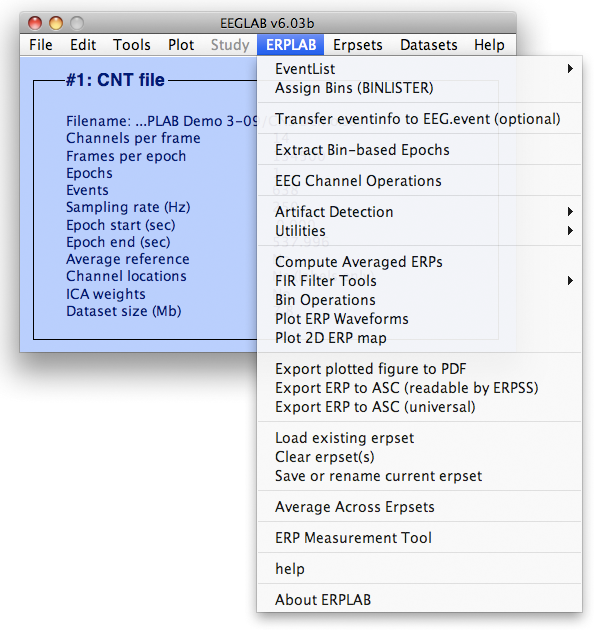 EEGLAB v6.03b
File Edit Tools Plot Study ERPLAB Erpsets Datasets Help
#1: CNT file
Filename: ...PLAB Demo 3-09/
Channels per frame
Frames per epoch
Epochs
Events
Sampling rate (Hz)
Epoch start (sec)
Epoch end (sec)
Average reference
Channel locations
ICA weights
Dataset size (Mb)
EventList
Assign Bins (BINLISTER)
Transfer eventinfo to EEG.event (optional)
Extract Bin-based Epochs
EEG Channel Operations
Artifact Detection
Utilities
Compute Averaged ERPs
FIR Filter Tools
Bin Operations
Plot ERP Waveforms
Plot 2D ERP map
Export plotted figure to PDF
Export ERP to ASC (readable by ERPSS)
Export ERP to ASC (universal)
Load existing erpset
Clear erpset(s)
Save or rename current erpset
Average Across Erpsets
ERP Measurement Tool
help
About ERPLAB